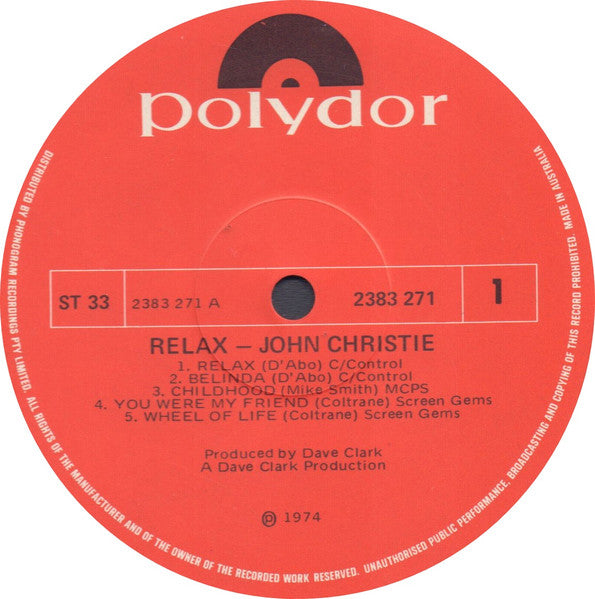 polydor
ST 33
2383 271 A
2383 271
1
RELAX — JOHN CHRISTIE
1. RELAX (D'Abo) C/Control
2. BELINDA (D'Abo) C/Control
3. CHILDHOOD (Mike Smith) MCPS
4. YOU WERE MY FRIEND (Coltrane) Screen Gems
5. WHEEL OF LIFE (Coltrane) Screen Gems
Produced by Dave Clark
A Dave Clark Production
℗ 1974
DISTRIBUTED BY PHONOGRAM RECORDINGS PTY LIMITED. ALL RIGHTS OF THE MANUFACTURER AND OF THE OWNER OF THE RECORDED WORK RESERVED. UNAUTHORISED PUBLIC PERFORMANCE, BROADCASTING AND COPYING OF THIS RECORD PROHIBITED. MADE IN AUSTRALIA